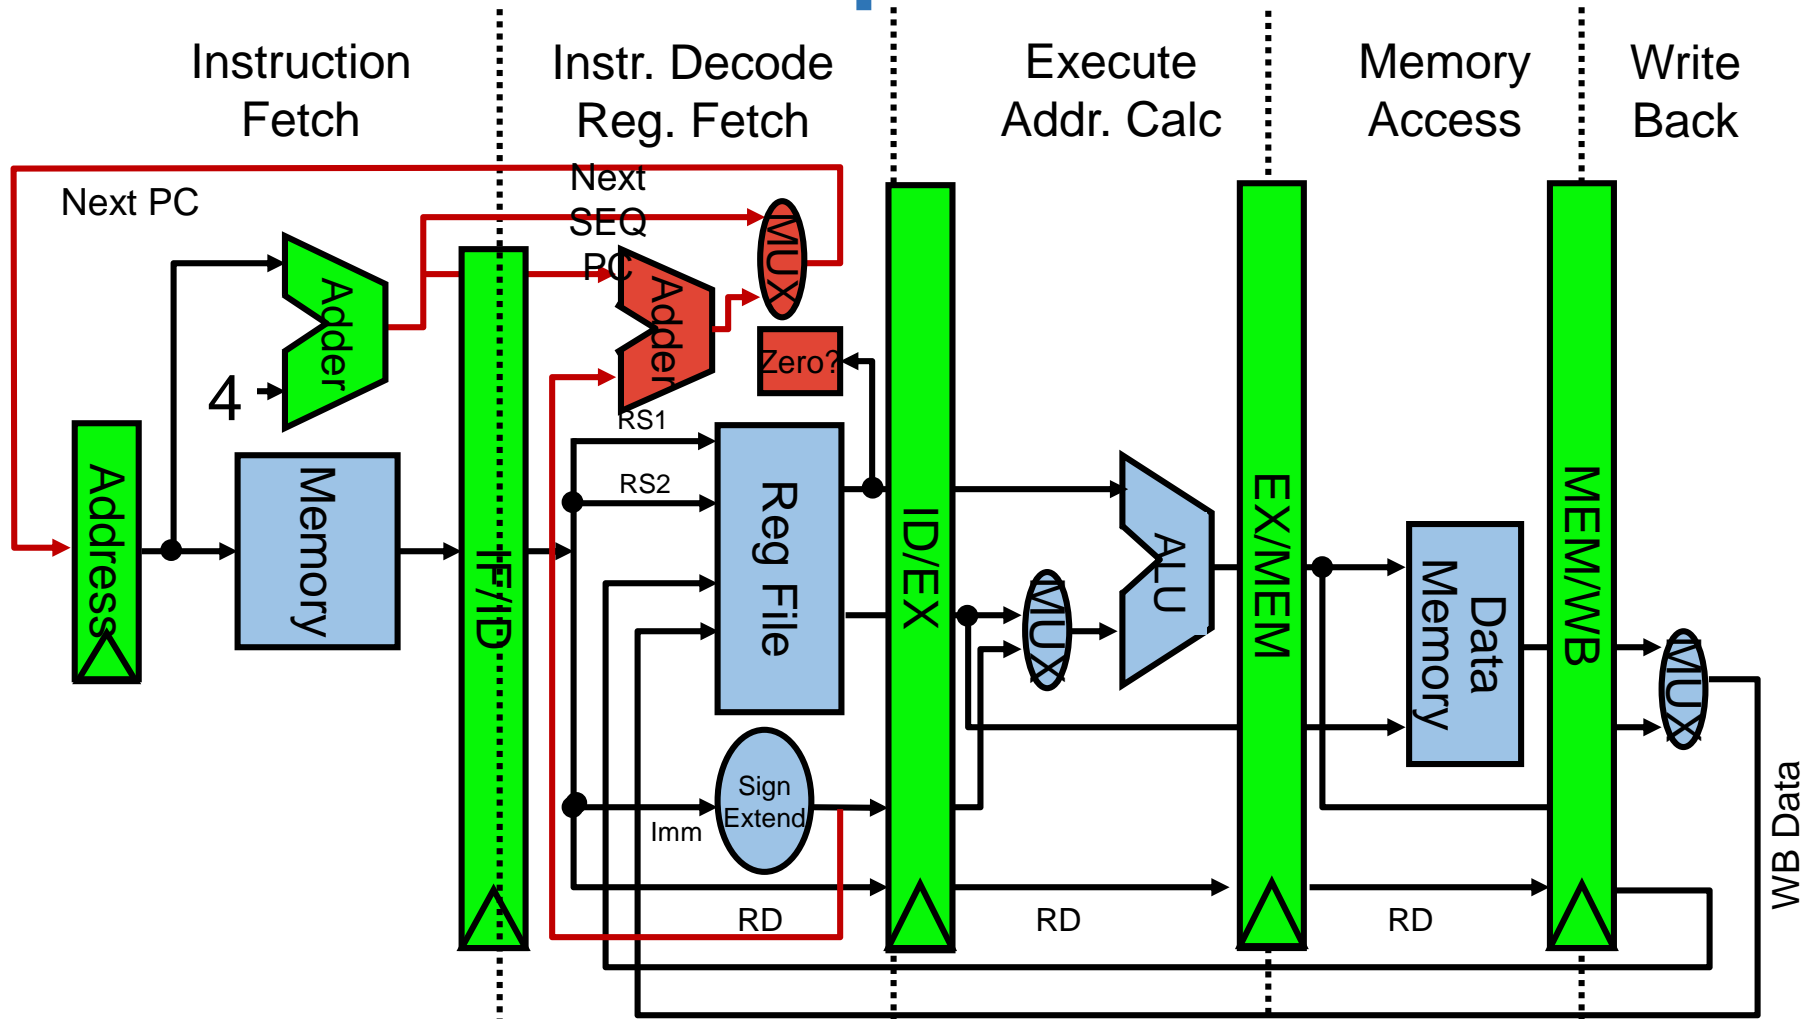 Instruction
Fetch
Instr. Decode
Reg. Fetch
Execute
Addr. Calc
Memory
Access
Write
Back
Next PC
Next
SEQ
PC
MUX
Adder
Adder
Zero?
4
RS1
RS2
Address
Memory
IF/ID
Reg File
ID/EX
MUX
ALU
EX/MEM
Data
Memory
MEM/WB
MUX
Sign
Extend
Imm
RD
RD
RD
WB Data